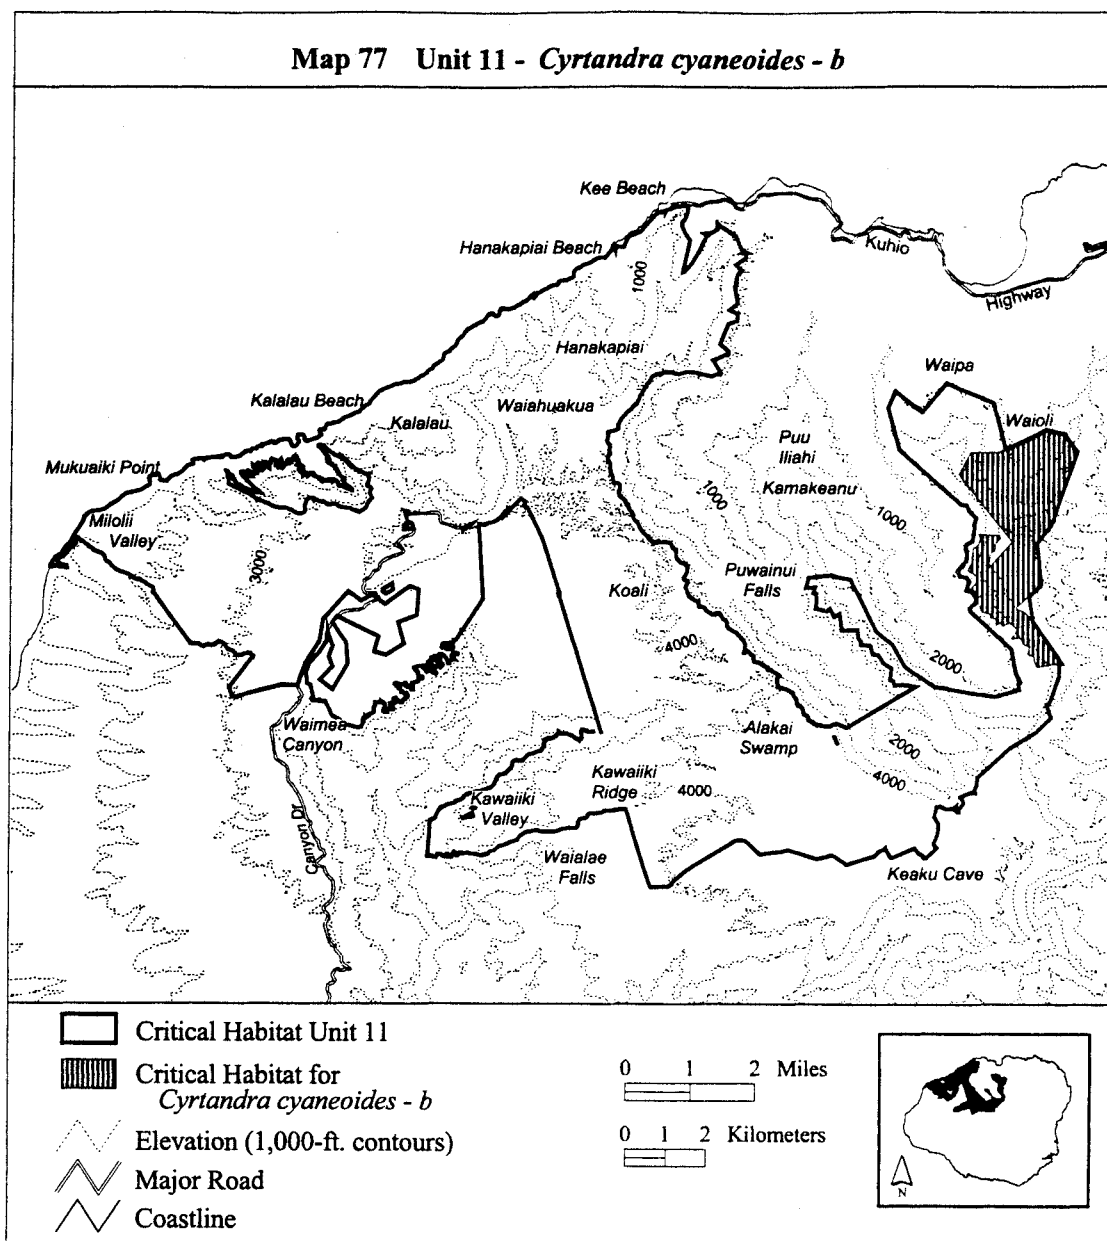 Map 77 Unit 11 - Cyrtandra cyaneoides - b
Kee Beach
Hanakapiai Beach
Kuhio
Highway
1000
Hanakapiai
Waipa
Kalalau Beach
Waiahuakua
Kalalau
Waioli
Puu
Iliahi
Mukuaiki Point
Kamakeanu
1000
1000
Milolii
Valley
3000
Puwainui
Falls
Koali
4000
2000
Waimea
Canyon
Alakai
Swamp
2000
Kawaiiki
Ridge
4000
4000
Kawaiiki
Valley
Canyon Dr
Waialae
Falls
Keaku Cave
Critical Habitat Unit 11
Critical Habitat for
Cyrtandra cyaneoides - b
Elevation (1,000-ft. contours)
Major Road
Coastline
0 1 2 Miles
0 1 2 Kilometers
N